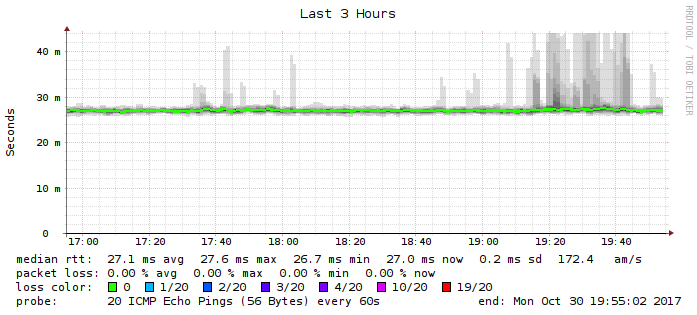 Last 3 Hours
RRDTOOL / TOBI OETIKER
Seconds
40 m
30 m
20 m
10 m
0
17:00 17:20 17:40 18:00 18:20 18:40 19:00 19:20 19:40
median rtt: 27.1 ms avg 27.6 ms max 26.7 ms min 27.0 ms now 0.2 ms sd 172.4 am/s
packet loss: 0.00 % avg 0.00 % max 0.00 % min 0.00 % now
loss color: 0 1/20 2/20 3/20 4/20 10/20 19/20
probe: 20 ICMP Echo Pings (56 Bytes) every 60s end: Mon Oct 30 19:55:02 2017